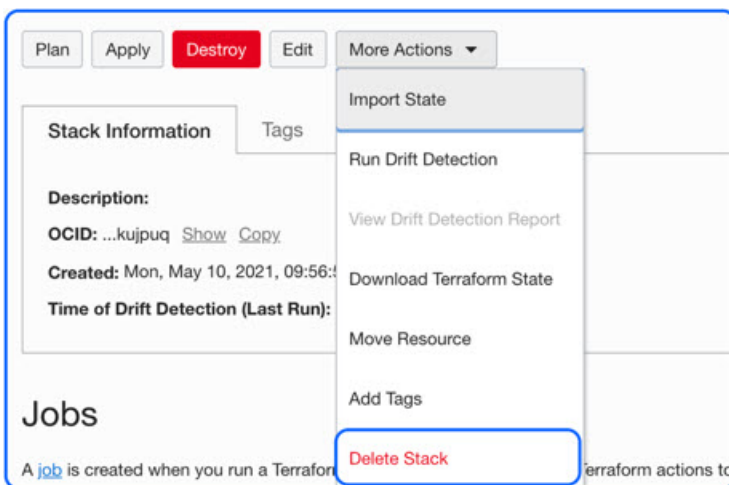 Plan Apply Destroy Edit More Actions
Import State
Stack Information Tags
Run Drift Detection
Description:
View Drift Detection Report
OCID: ...kujpuq Show Copy
Created: Mon, May 10, 2021, 09:56:
Download Terraform State
Time of Drift Detection (Last Run):
Move Resource
Add Tags
Jobs
Delete Stack
A job is created when you run a Terraform actions to